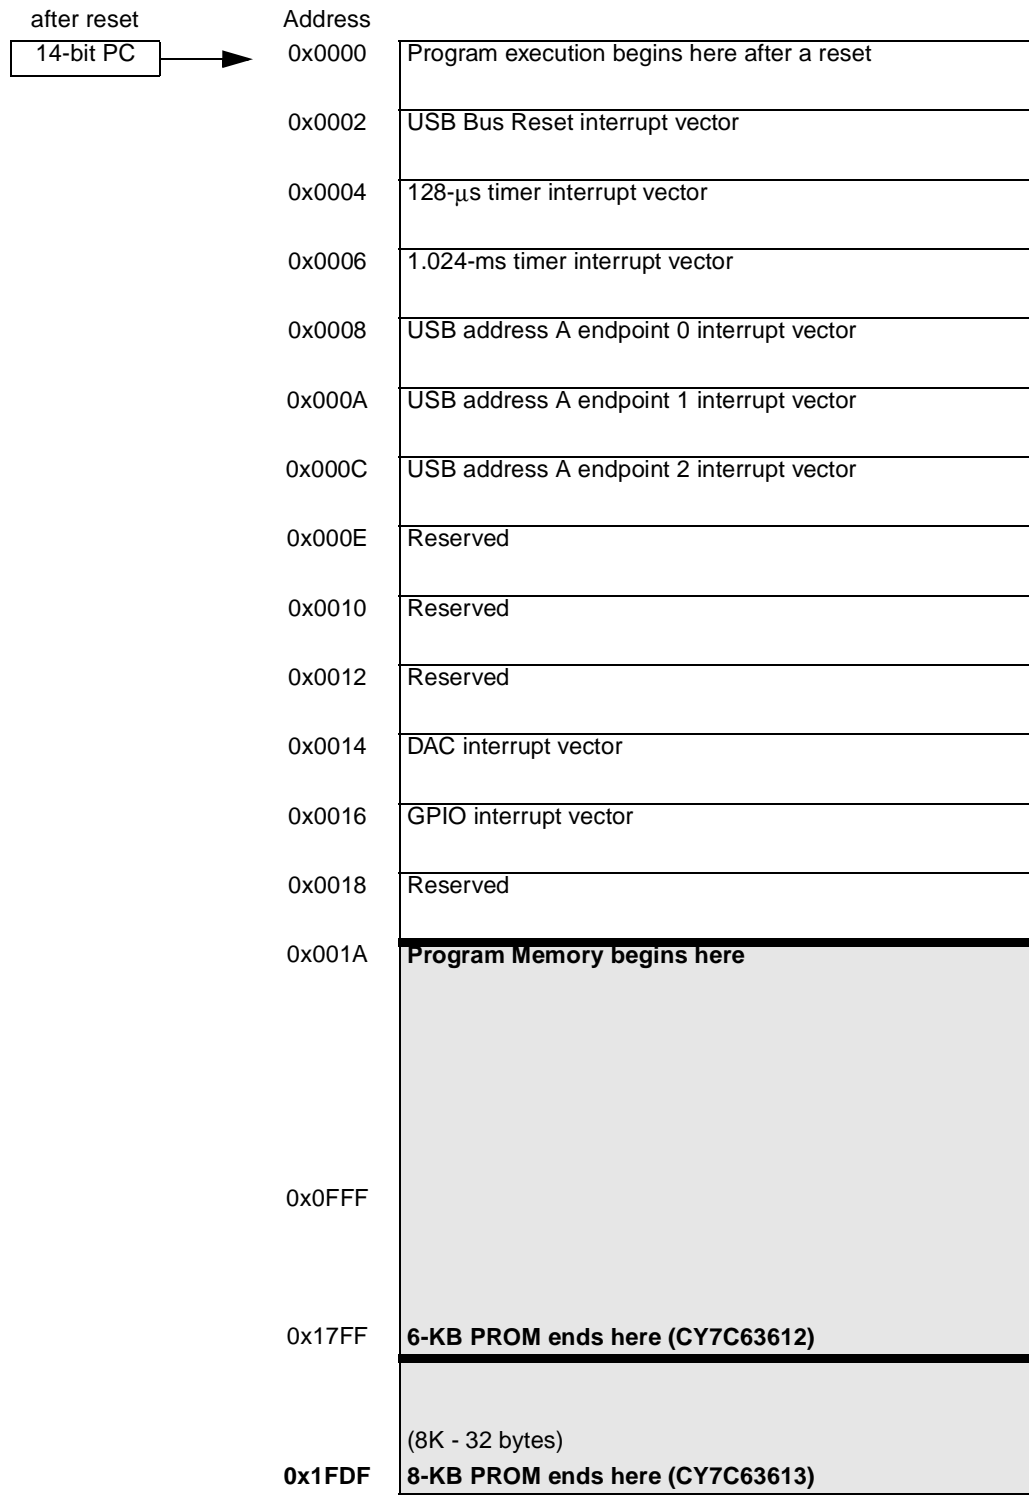 after reset Address
14-bit PC 0x0000 Program execution begins here after a reset
0x0002 USB Bus Reset interrupt vector
0x0004 128-μs timer interrupt vector
0x0006 1.024-ms timer interrupt vector
0x0008 USB address A endpoint 0 interrupt vector
0x000A USB address A endpoint 1 interrupt vector
0x000C USB address A endpoint 2 interrupt vector
0x000E Reserved
0x0010 Reserved
0x0012 Reserved
0x0014 DAC interrupt vector
0x0016 GPIO interrupt vector
0x0018 Reserved
0x001A Program Memory begins here
0x0FFF
0x17FF 6-KB PROM ends here (CY7C63612)
(8K - 32 bytes)
0x1FDF 8-KB PROM ends here (CY7C63613)